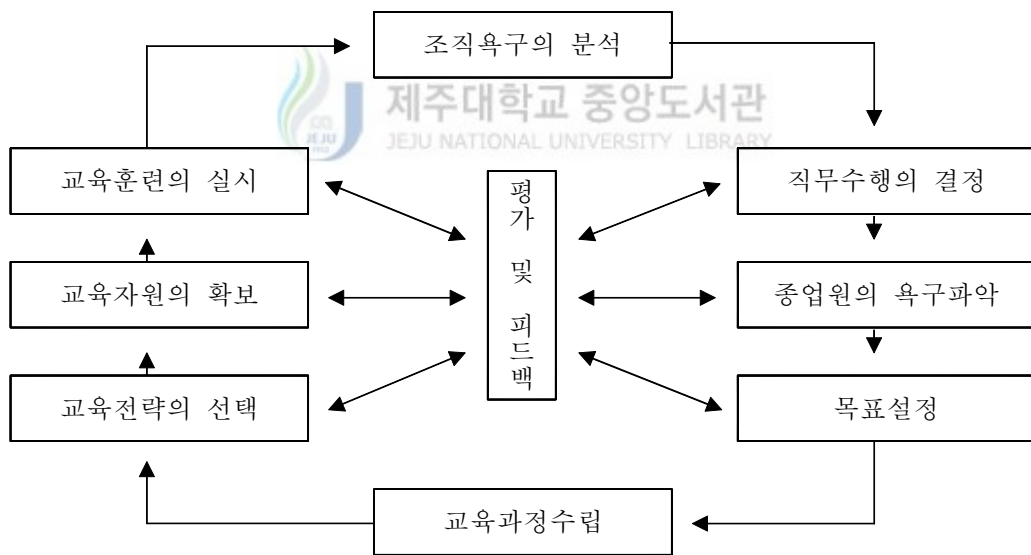 조직욕구의 분석
제주대학교 중앙도서관
JEJU NATIONAL UNIVERSITY LIBRARY
JEJU
1952
교육훈련의 실시
평가 및 피드백
직무수행의 결정
교육자원의 확보
종업원의 욕구파악
교육전략의 선택
목표설정
교육과정수립